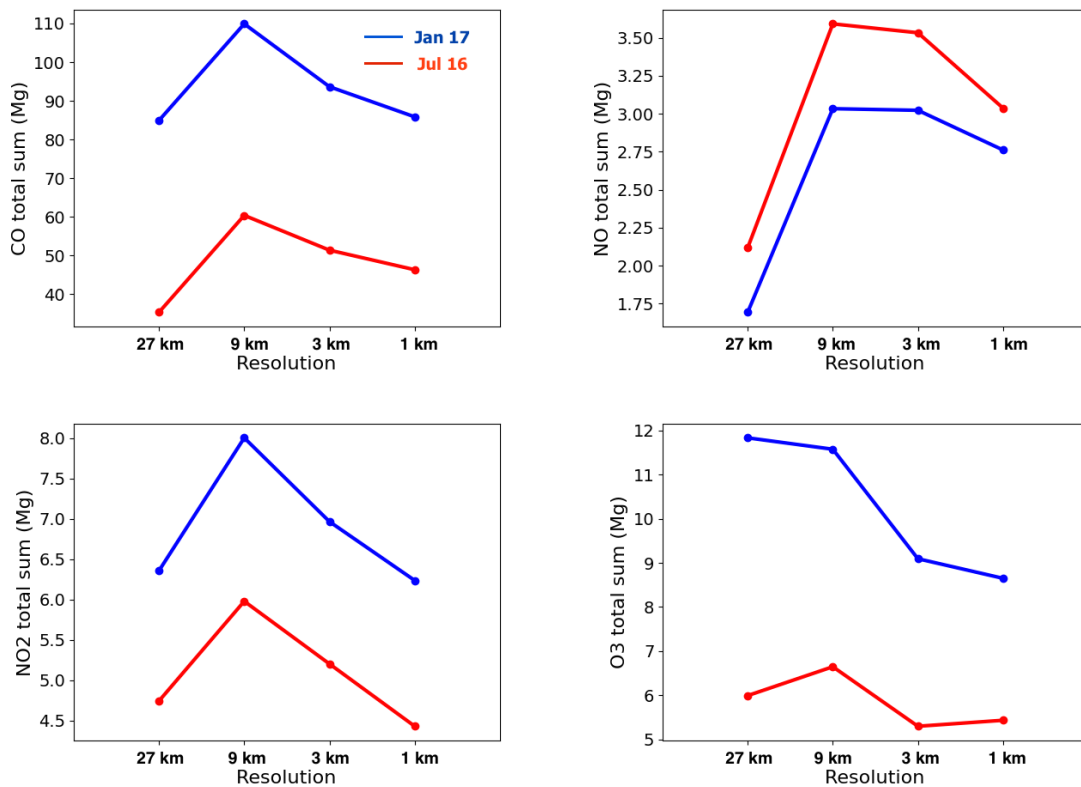 110
100
90
80
70
60
50
40
CO total sum (Mg)
Jan 17
Jul 16
27 km 9 km 3 km 1 km
Resolution
3.50
3.25
3.00
2.75
2.50
2.25
2.00
1.75
NO total sum (Mg)
27 km 9 km 3 km 1 km
Resolution
8.0
7.5
7.0
6.5
6.0
5.5
5.0
4.5
NO2 total sum (Mg)
27 km 9 km 3 km 1 km
Resolution
12
11
10
9
8
7
6
5
O3 total sum (Mg)
27 km 9 km 3 km 1 km
Resolution